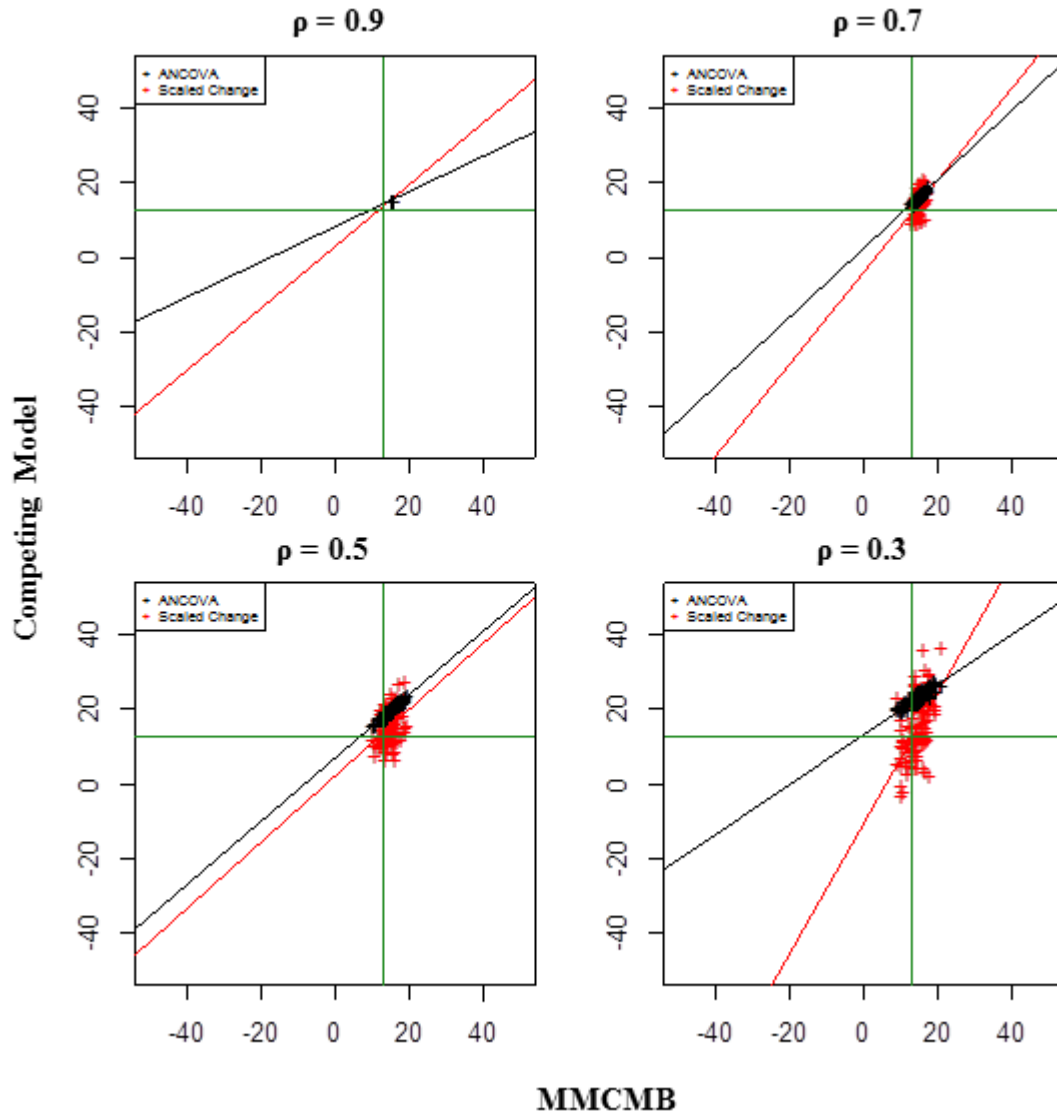 ρ = 0.9
ρ = 0.7
+ ANCOVA
+ Scaled Change
40
20
0
-20
-40
-40 -20 0 20 40
+ ANCOVA
+ Scaled Change
40
20
0
-20
-40
-40 -20 0 20 40
ρ = 0.5
ρ = 0.3
+ ANCOVA
+ Scaled Change
40
20
0
-20
-40
-40 -20 0 20 40
+ ANCOVA
+ Scaled Change
40
20
0
-20
-40
-40 -20 0 20 40
Competing Model
MMCMB